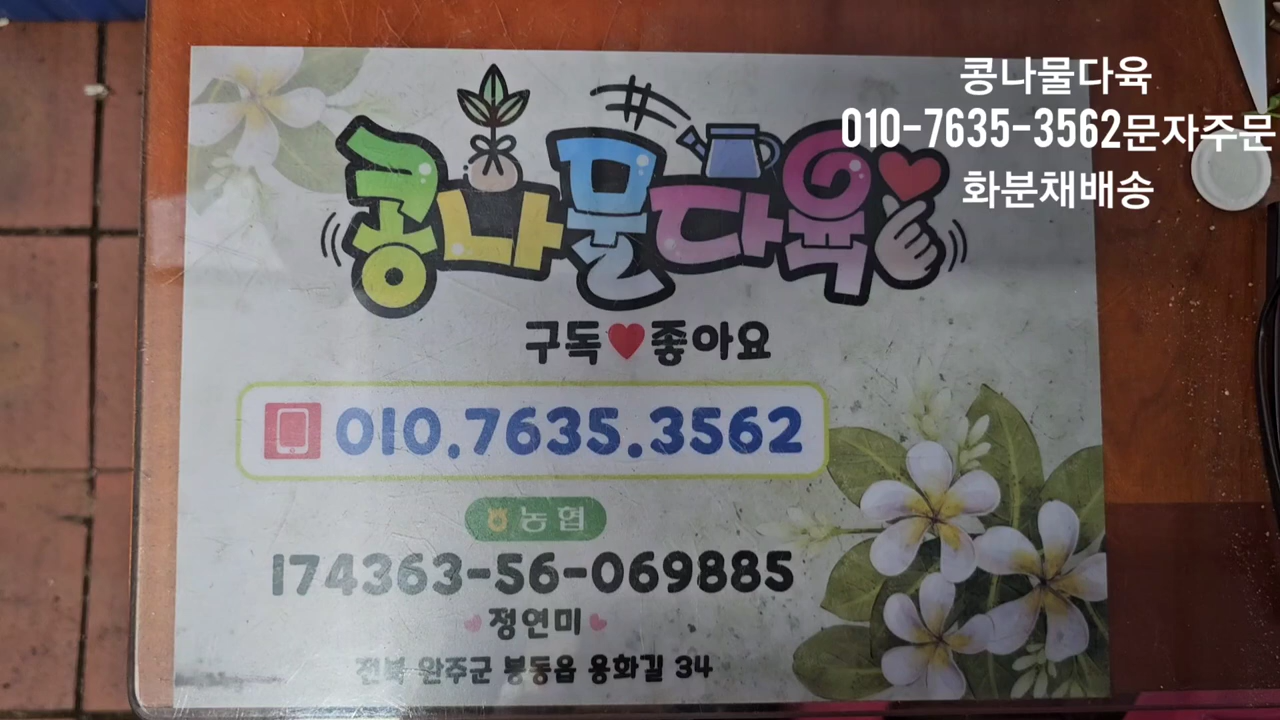 콩나물다육
010-7635-3562문자주문
화분채배송
콩나물다육
구독♥좋아요
010.7635.3562
농협
174363-56-069885
정연미
전북 완주군 봉동읍 용화길 34